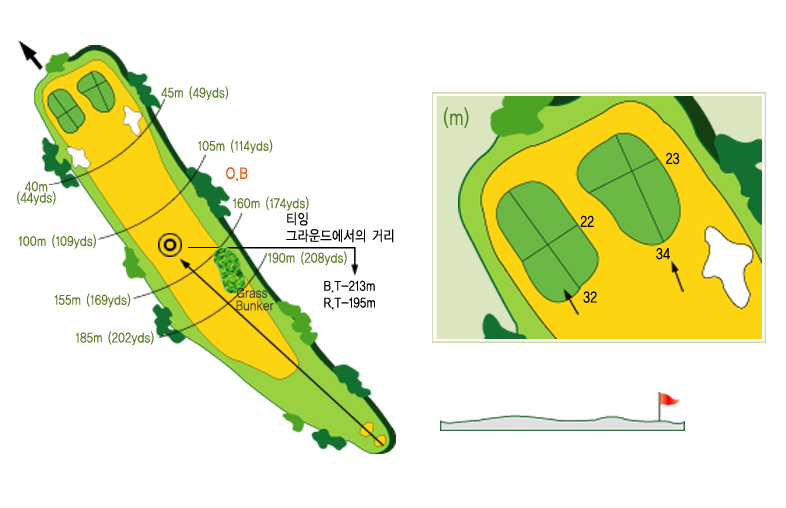 45m (49yds)
105m (114yds)
O,B
40m
(44yds)
160m (174yds)
티잉
그라운드에서의 거리
100m (109yds)
190m (208yds)
B.T-213m
R.T-195m
Grass
Bunker
155m (169yds)
185m (202yds)
(m)
23
22
34
32